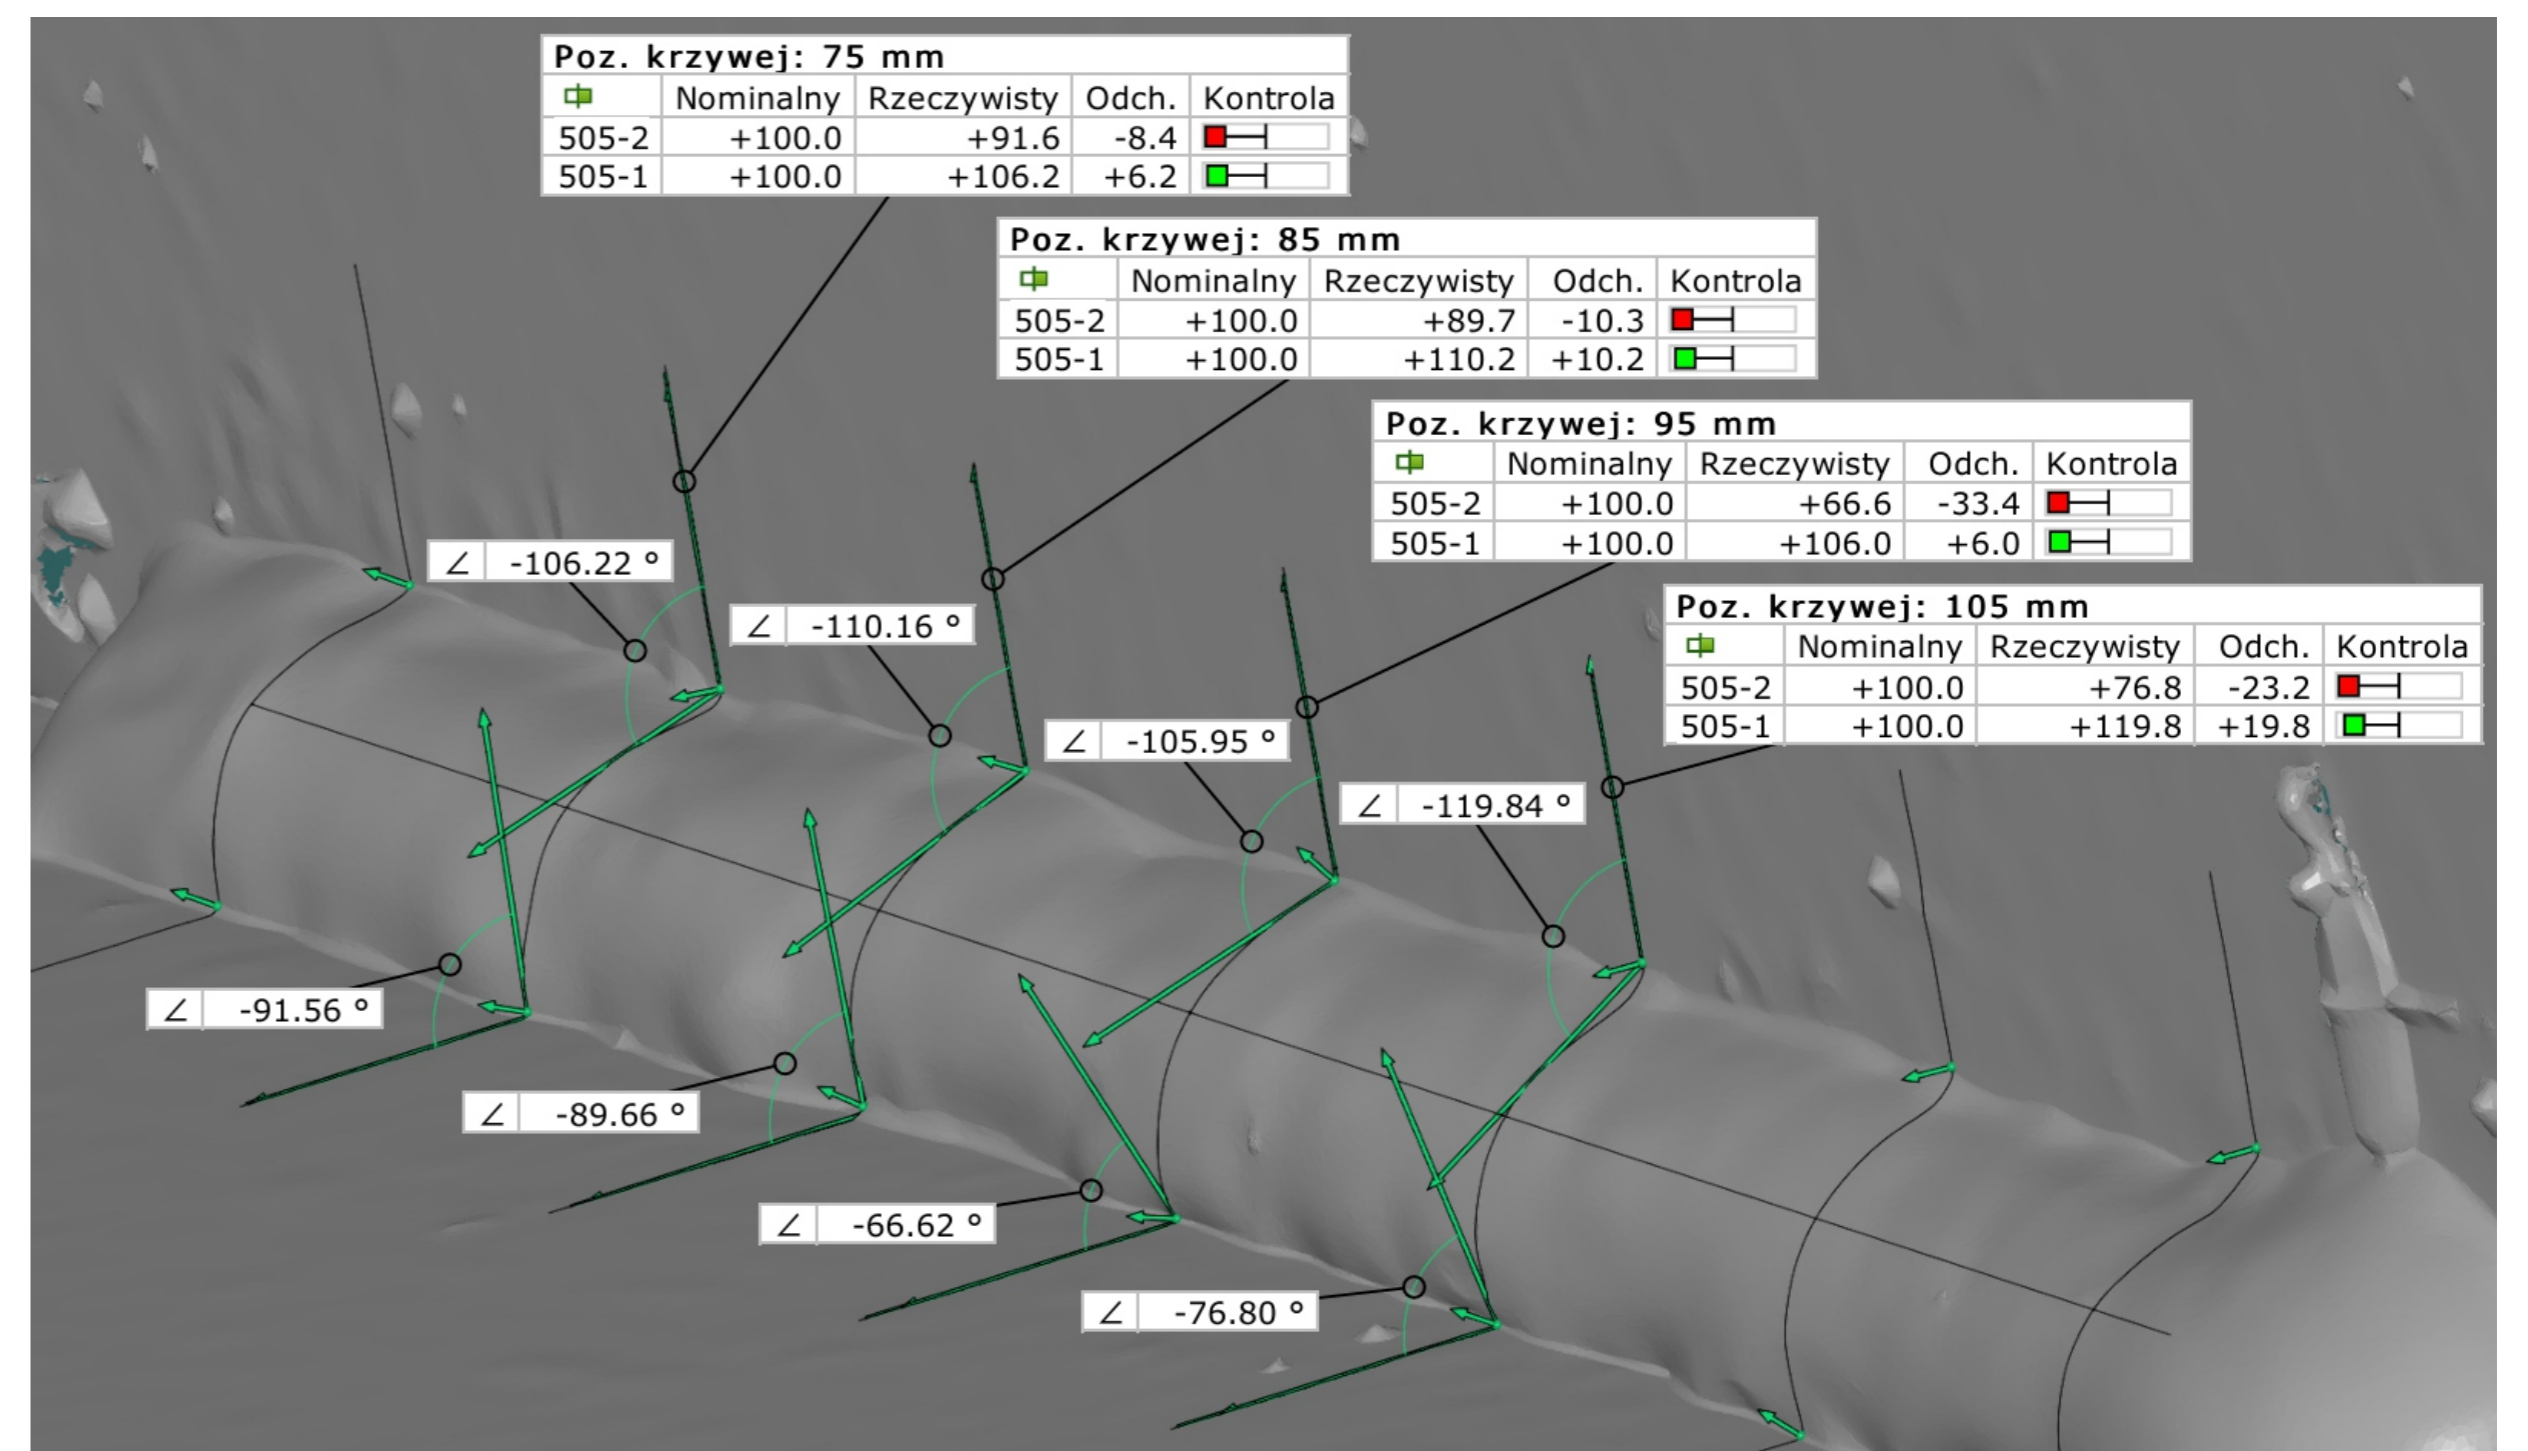 Poz. krzywej: 75 mm
Nominalny Rzeczywisty Odch. Kontrola
505-2 +100.0 +91.6 -8.4
505-1 +100.0 +106.2 +6.2
Poz. krzywej: 85 mm
Nominalny Rzeczywisty Odch. Kontrola
505-2 +100.0 +89.7 -10.3
505-1 +100.0 +110.2 +10.2
Poz. krzywej: 95 mm
Nominalny Rzeczywisty Odch. Kontrola
505-2 +100.0 +66.6 -33.4
505-1 +100.0 +106.0 +6.0
Poz. krzywej: 105 mm
Nominalny Rzeczywisty Odch. Kontrola
505-2 +100.0 +76.8 -23.2
505-1 +100.0 +119.8 +19.8
∠ -106.22 °
∠ -110.16 °
∠ -105.95 °
∠ -119.84 °
∠ -91.56 °
∠ -89.66 °
∠ -66.62 °
∠ -76.80 °